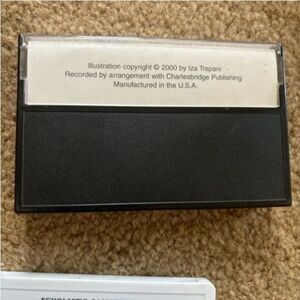 Illustration copyright © 2000 by Iza Trapani
Recorded by arrangement with Charlesbridge Publishing
Manufactured in the U.S.A.